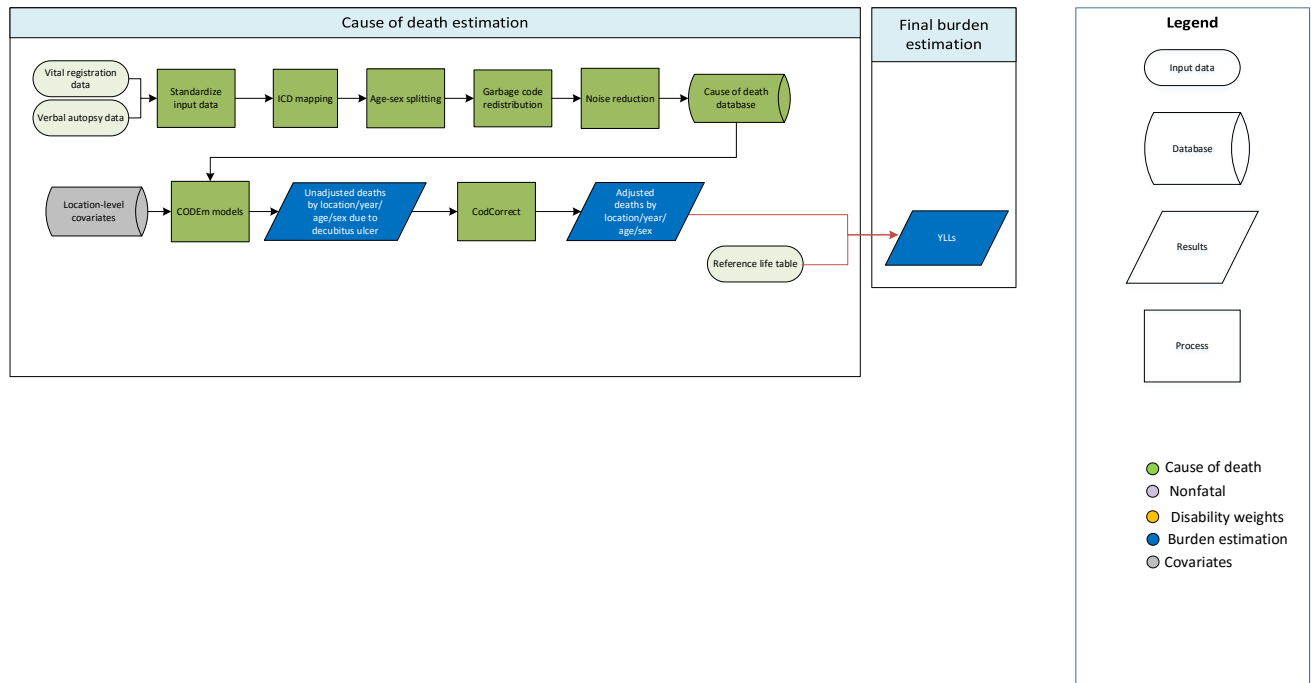 Cause of death estimation
Final burden
estimation
Legend
Vital registration
data
Verbal autopsy data
Standardize
input data
ICD mapping
Age-sex splitting
Garbage code
redistribution
Noise reduction
Cause of death
database
Location-level
covariates
CODEm models
Unadjusted deaths
by location/year/
age/sex due to
decubitus ulcer
CodCorrect
Adjusted
deaths by
location/year/
age/sex
Reference life table
YLLs
Input data
Database
Results
Process
Cause of death
Nonfatal
Disability weights
Burden estimation
Covariates